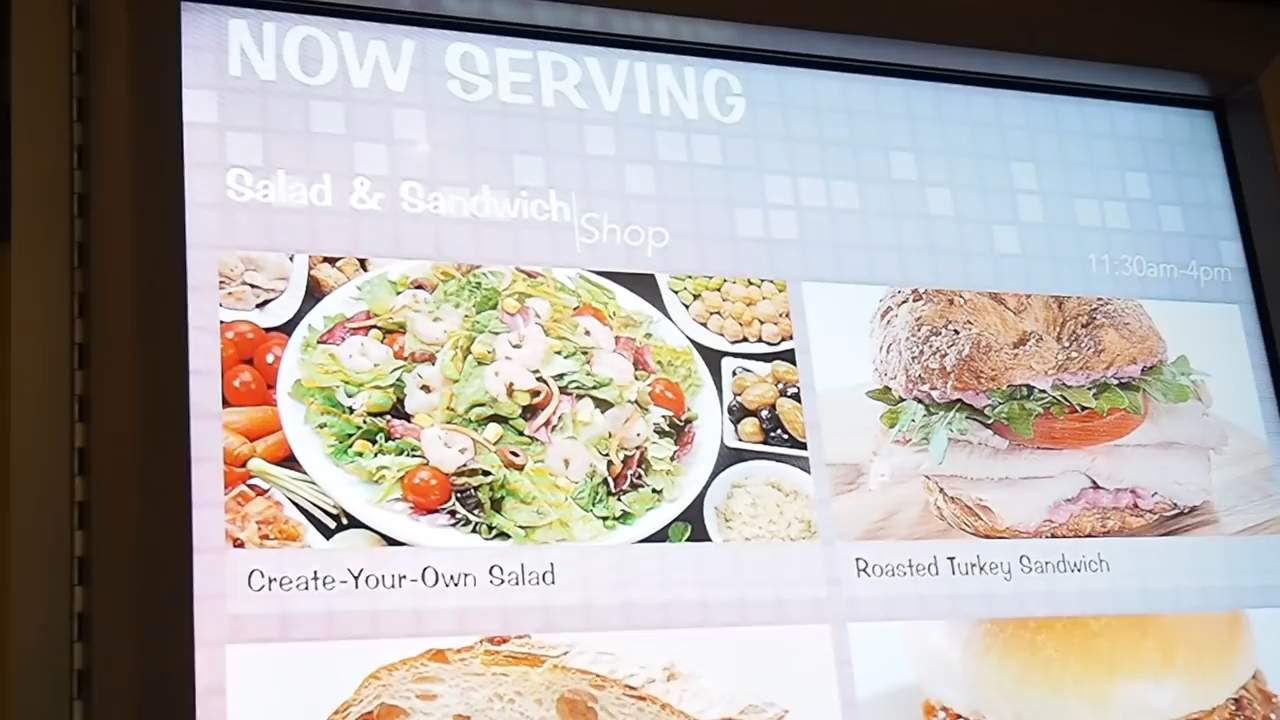 NOW SERVING
Salad & Sandwich Shop
11:30am-4pm
Create-Your-Own Salad
Roasted Turkey Sandwich